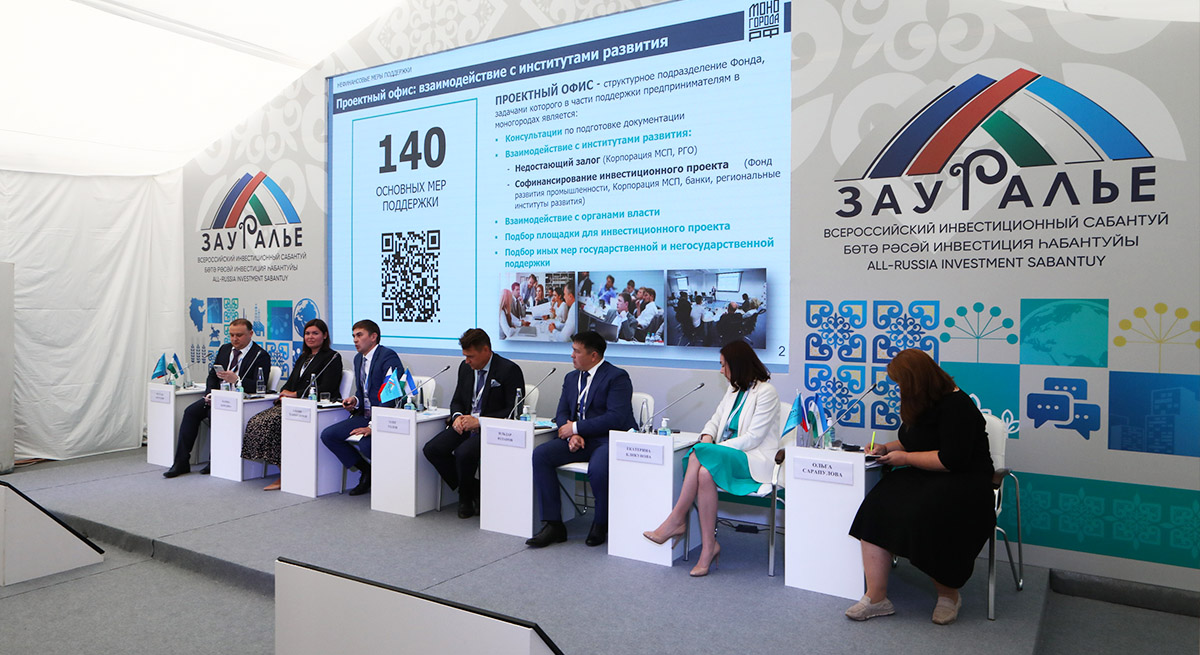 НЕФИНАНСОВЫЕ МЕРЫ ПОДДЕРЖКИ
МОНО
ГОРОДА
РФ
Проектный офис: взаимодействие с институтами развития
140
ОСНОВНЫХ МЕР
ПОДДЕРЖКИ
ПРОЕКТНЫЙ ОФИС - структурное подразделение Фонда,
задачами которого в части поддержки предпринимателям в
моногородах является:
• Консультации по подготовке документации
• Взаимодействие с институтами развития:
- Недостающий залог (Корпорация МСП, РГО)
- Софинансирование инвестиционного проекта (Фонд
развития промышленности, Корпорация МСП, банки, региональные
институты развития)
• Взаимодействие с органами власти
• Подбор площадки для инвестиционного проекта
• Подбор иных мер государственной и негосударственной
поддержки
2
ЗАУРАЛЬЕ
ВСЕРОССИЙСКИЙ ИНВЕСТИЦИОННЫЙ САБАНТУЙ
БӨТӘ РӘСӘЙ ИНВЕСТИЦИЯ ҺАБАНТУЙЫ
ALL-RUSSIA INVESTMENT SABANTUY
ЗАУРАЛЬЕ
ВСЕРОССИЙСКИЙ ИНВЕСТИЦИОННЫЙ САБАНТУЙ
БӨТӘ РӘСӘЙ ИНВЕСТИЦИЯ ҺАБАНТУЙЫ
ALL-RUSSIA INVESTMENT SABANTUY
ЕКАТЕРИНА
ОЛЬГА
САРАПУЛОВА